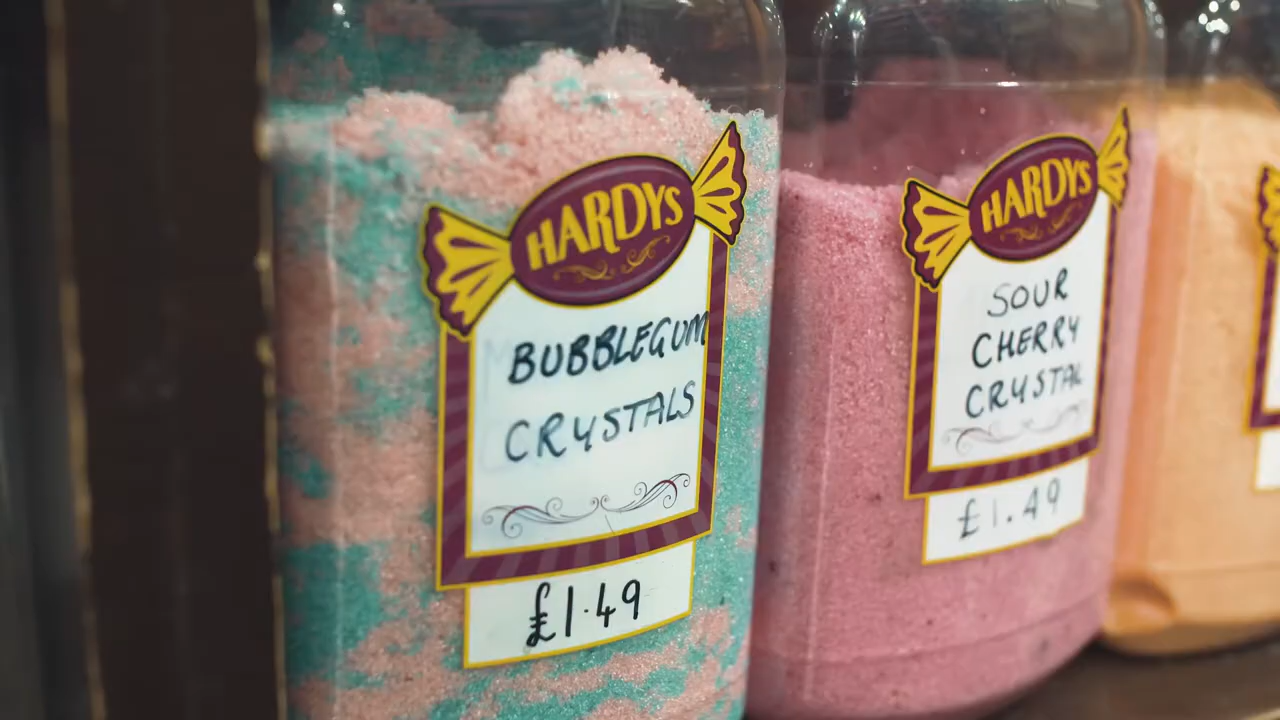 HARDYS
BUBBLEGUM
CRYSTALS
£1.49
HARDYS
SOUR
CHERRY
CRYSTAL
£1.49